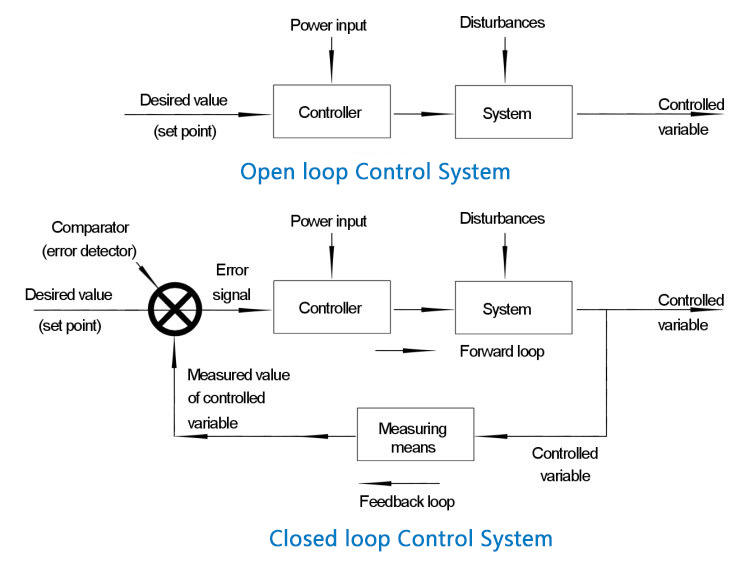 Power input
Disturbances
Desired value
(set point)
Controller
System
Controlled
variable
Open loop Control System
Comparator
(error detector)
Power input
Disturbances
Desired value
(set point)
Error
signal
Controller
System
Controlled
variable
Forward loop
Measured value
of controlled
variable
Measuring
means
Controlled
variable
Feedback loop
Closed loop Control System